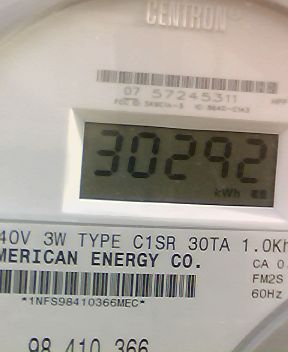 CENTRON®
07 57245311
30292
kWh
40V 3W TYPE C1SR 30TA 1.0Kh
MERICAN ENERGY CO.
CA 0.
FM2S
*1NFS98410366MEC*
60Hz
98 410 366